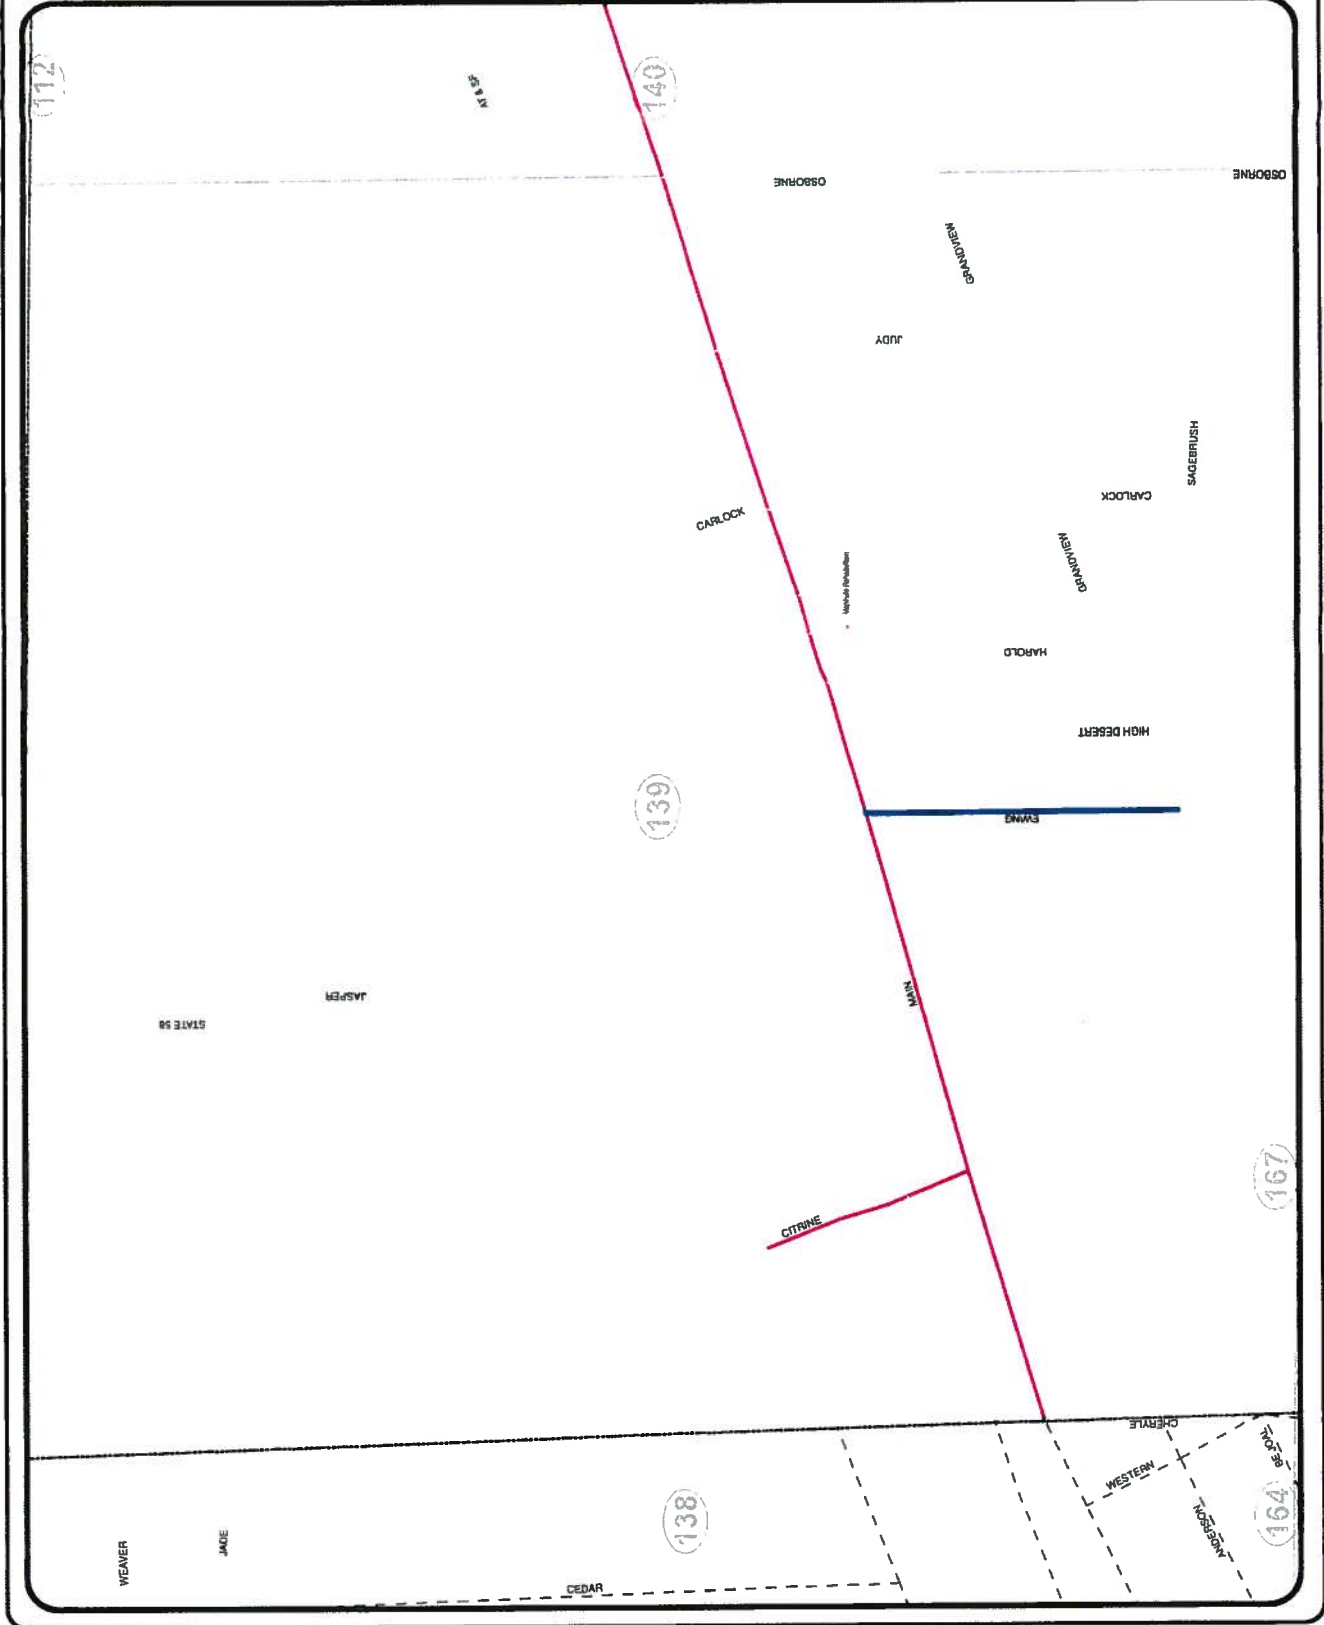 112
AT & SF
140
OSBORNE
OSBORNE
GRANDVIEW
JUDY
SAGEBRUSH
CARLOCK
CARLOCK
GRANDVIEW
HAROLD
HIGH DESERT
139
EWING
MAIN
JASPER
STATE 58
167
CITRINE
CHERYLE
WESTERN
138
164
ANDERSON
JADE
WEAVER
CEDAR